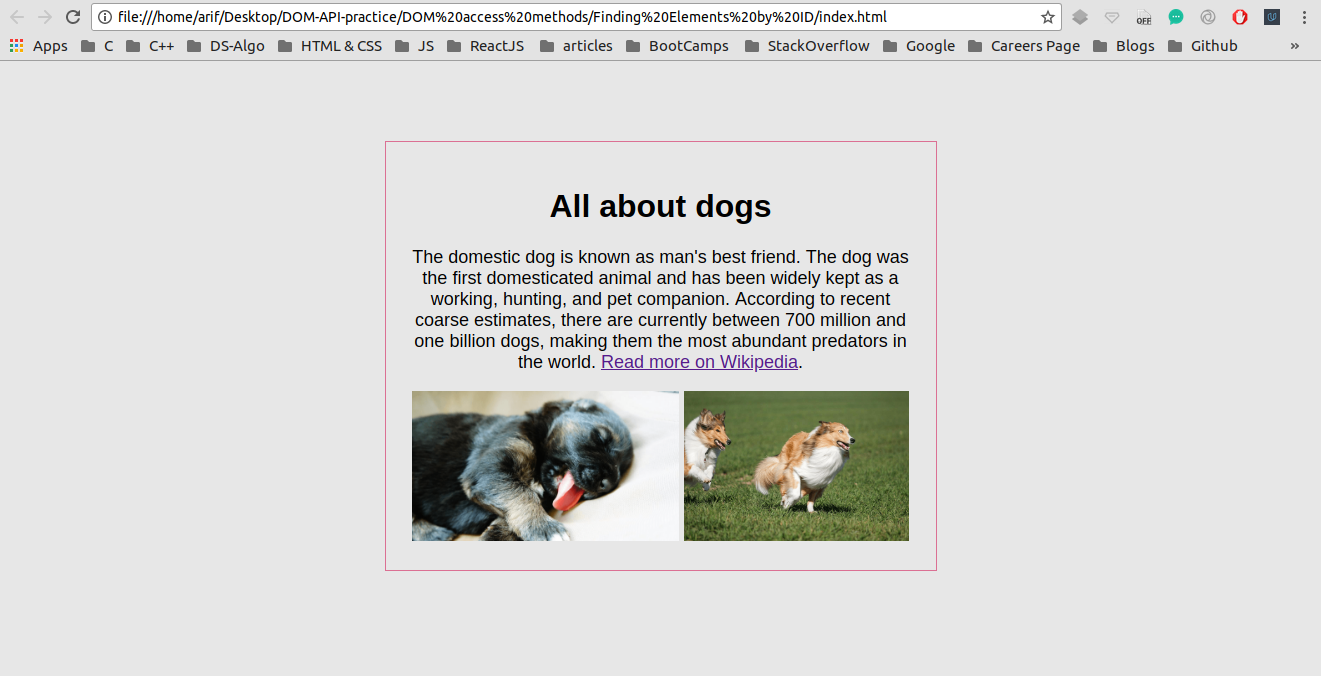 file:///home/arif/Desktop/DOM-API-practice/DOM%20access%20methods/Finding%20Elements%20by%20ID/index.html
OFF
Apps C C++ DS-Algo HTML & CSS JS ReactJS articles BootCamps StackOverflow Google Careers Page Blogs Github »
All about dogs
The domestic dog is known as man's best friend. The dog was
the first domesticated animal and has been widely kept as a
working, hunting, and pet companion. According to recent
coarse estimates, there are currently between 700 million and
one billion dogs, making them the most abundant predators in
the world. Read more on Wikipedia.